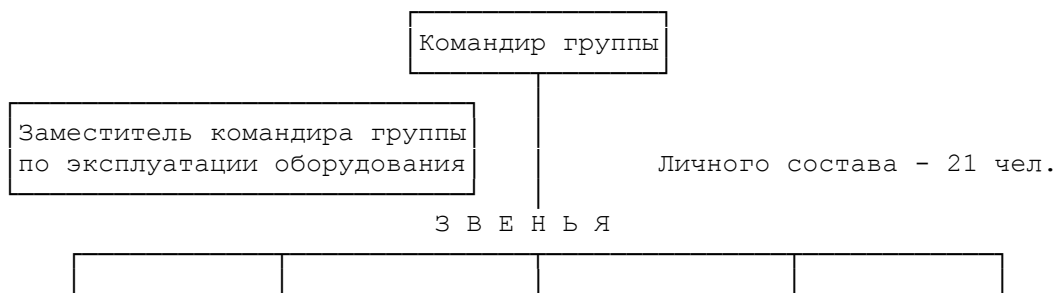 Командир группы
Заместитель командира группы
по эксплуатации оборудования
Личного состава - 21 чел.
З В Е Н Ь Я